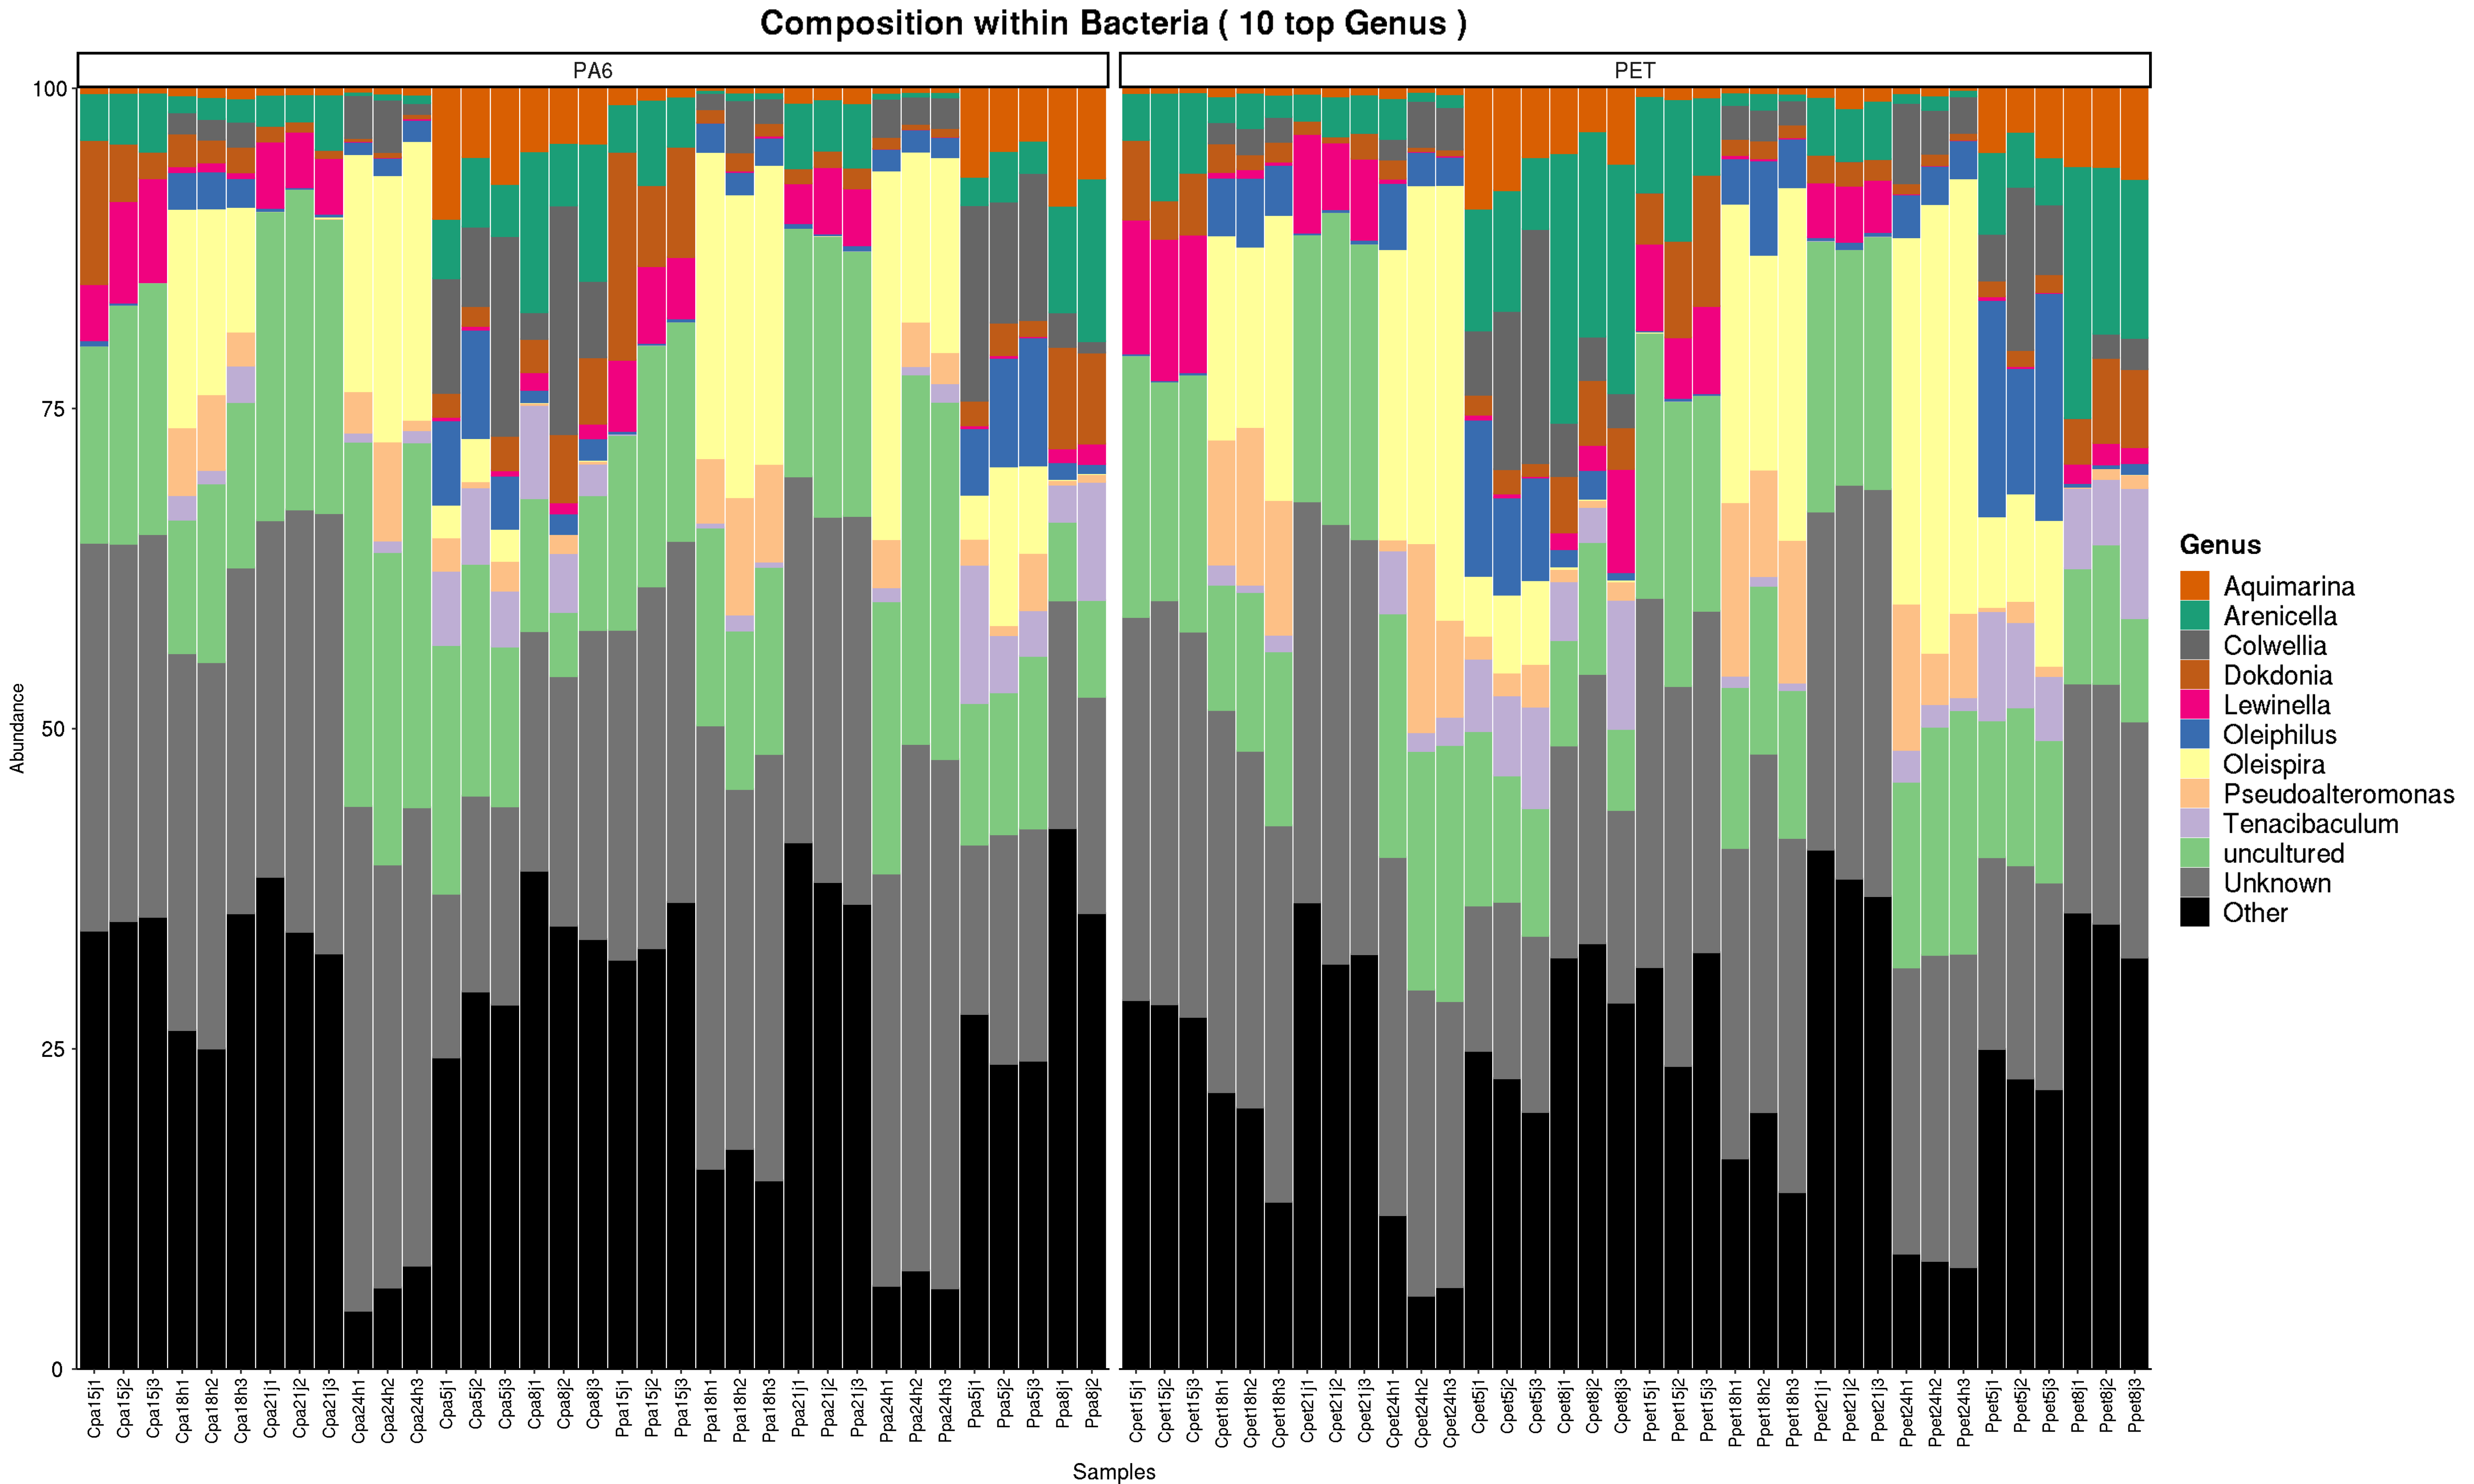 Composition within Bacteria ( 10 top Genus )
PA6
PET
100
75
50
25
0
Abundance
Cpa15j1
Cpa15j2
Cpa15j3
Cpa18h1
Cpa18h2
Cpa18h3
Cpa21j1
Cpa21j2
Cpa21j3
Cpa24h1
Cpa24h2
Cpa24h3
Cpa5j1
Cpa5j2
Cpa5j3
Cpa8j1
Cpa8j2
Cpa8j3
Ppa15j1
Ppa15j2
Ppa15j3
Ppa18h1
Ppa18h2
Ppa18h3
Ppa21j1
Ppa21j2
Ppa21j3
Ppa24h1
Ppa24h2
Ppa24h3
Ppa5j1
Ppa5j2
Ppa5j3
Ppa8j1
Ppa8j2
Cpet15j1
Cpet15j2
Cpet15j3
Cpet18h1
Cpet18h2
Cpet18h3
Cpet21j1
Cpet21j2
Cpet21j3
Cpet24h1
Cpet24h2
Cpet24h3
Cpet5j1
Cpet5j2
Cpet5j3
Cpet8j1
Cpet8j2
Cpet8j3
Ppet15j1
Ppet15j2
Ppet15j3
Ppet18h1
Ppet18h2
Ppet18h3
Ppet21j1
Ppet21j2
Ppet21j3
Ppet24h1
Ppet24h2
Ppet24h3
Ppet5j1
Ppet5j2
Ppet5j3
Ppet8j1
Ppet8j2
Ppet8j3
Samples
Genus
Aquimarina
Arenicella
Colwellia
Dokdonia
Lewinella
Oleiphilus
Oleispira
Pseudoalteromonas
Tenacibaculum
uncultured
Unknown
Other